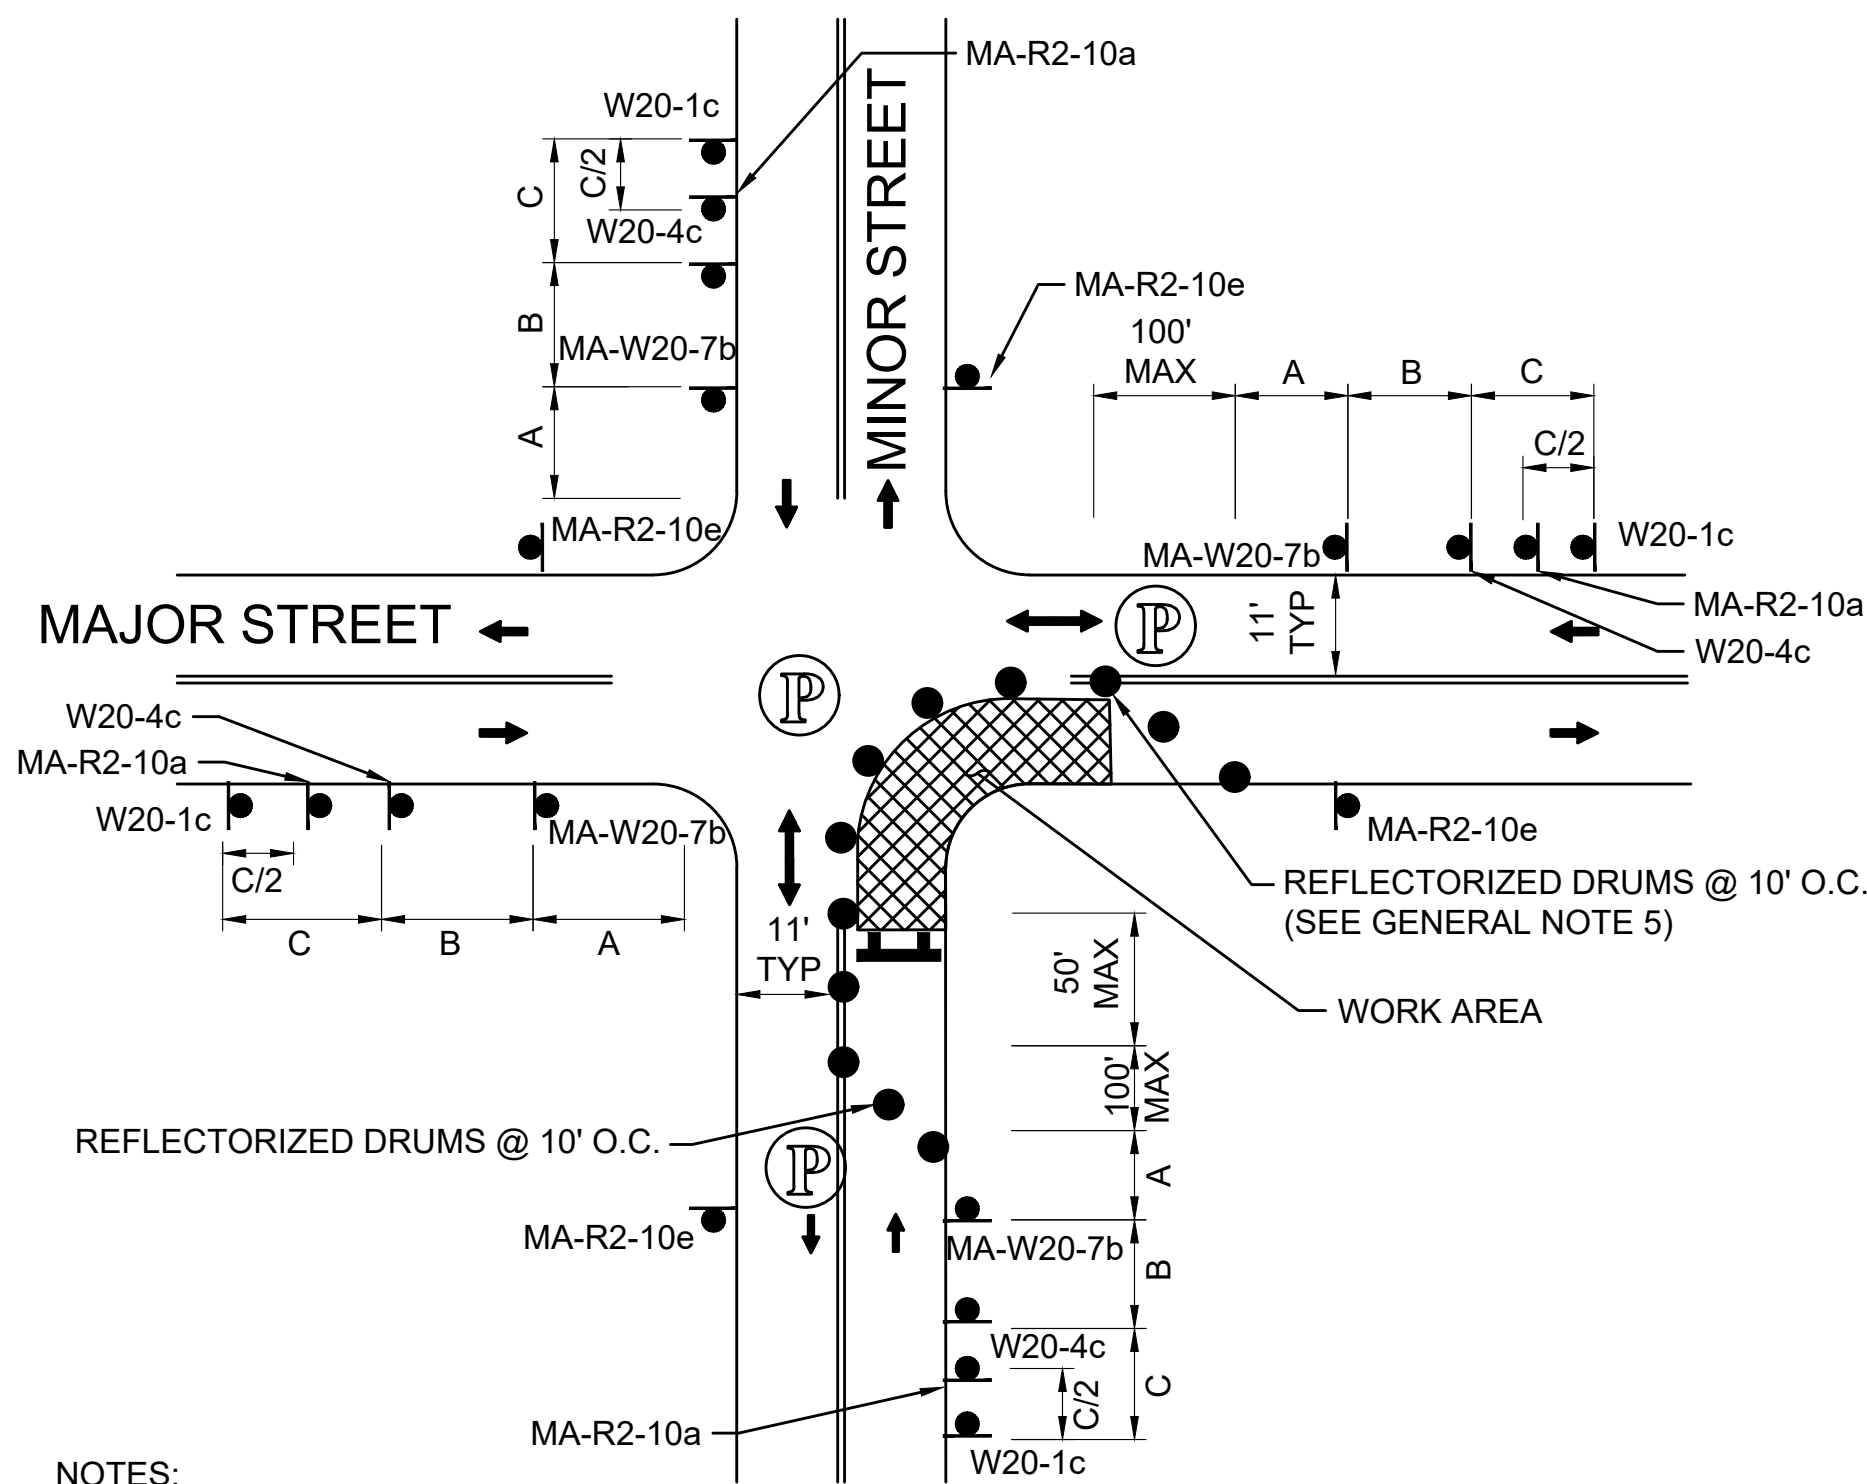 MA-R2-10a
W20-1c
C/2
C
W20-4c
MINOR STREET
MA-R2-10e
B
MA-W20-7b
A
100'
MAX
A
B
C
C/2
MA-R2-10e
MA-W20-7b
W20-1c
MAJOR STREET
P
11'
TYP
MA-R2-10a
W20-4c
P
W20-4c
MA-R2-10a
W20-1c
MA-W20-7b
MA-R2-10e
C/2
C
B
A
REFLECTORIZED DRUMS @ 10' O.C.
(SEE GENERAL NOTE 5)
11'
TYP
50'
MAX
WORK AREA
100'
MAX
REFLECTORIZED DRUMS @ 10' O.C.
P
A
MA-R2-10e
MA-W20-7b
B
W20-4c
C/2
C
MA-R2-10a
W20-1c
NOTES: